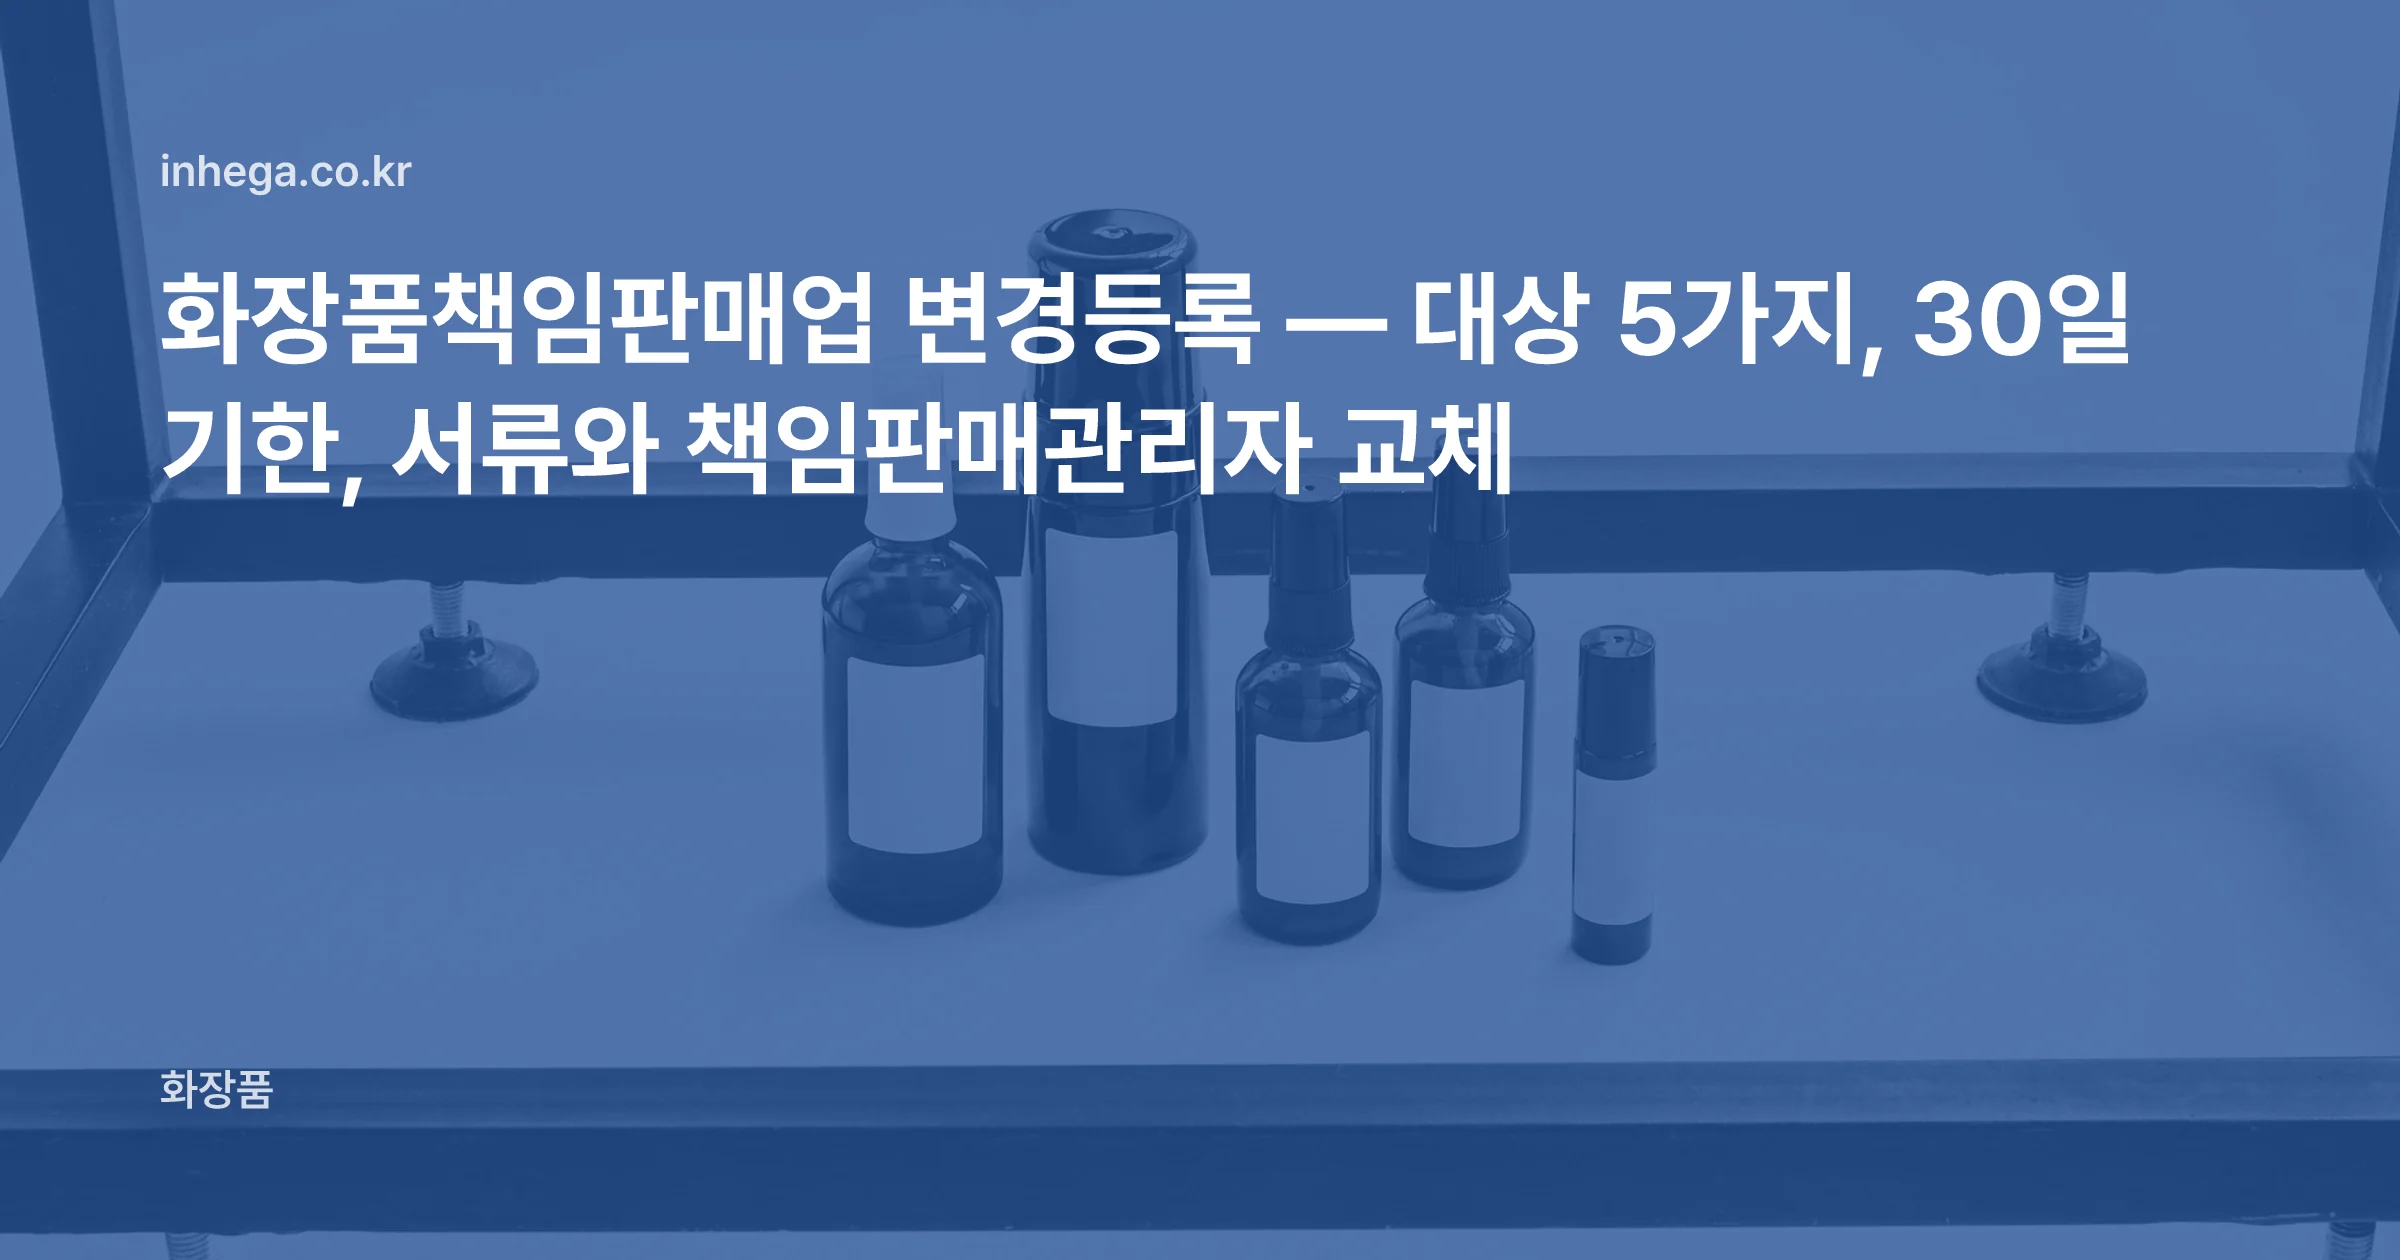 inhega.co.kr
화장품책임판매업 변경등록 — 대상 5가지, 30일
기한, 서류와 책임판매관리자 교체
화장품